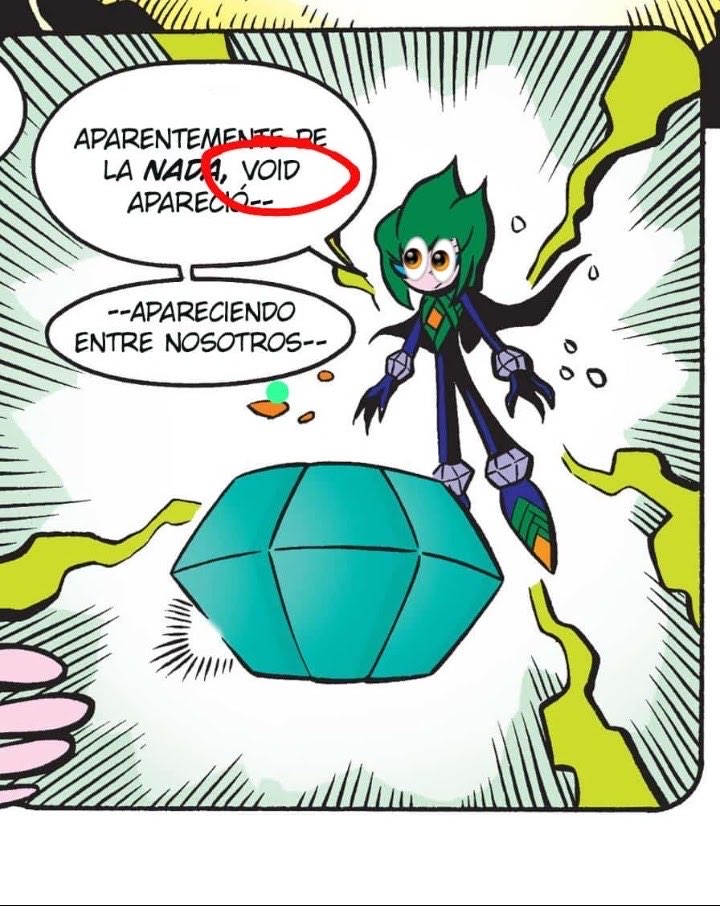 APARENTEMENTE DE
LA NADA, VOID
APARECIÓ--
--APARECIENDO
ENTRE NOSOTROS--